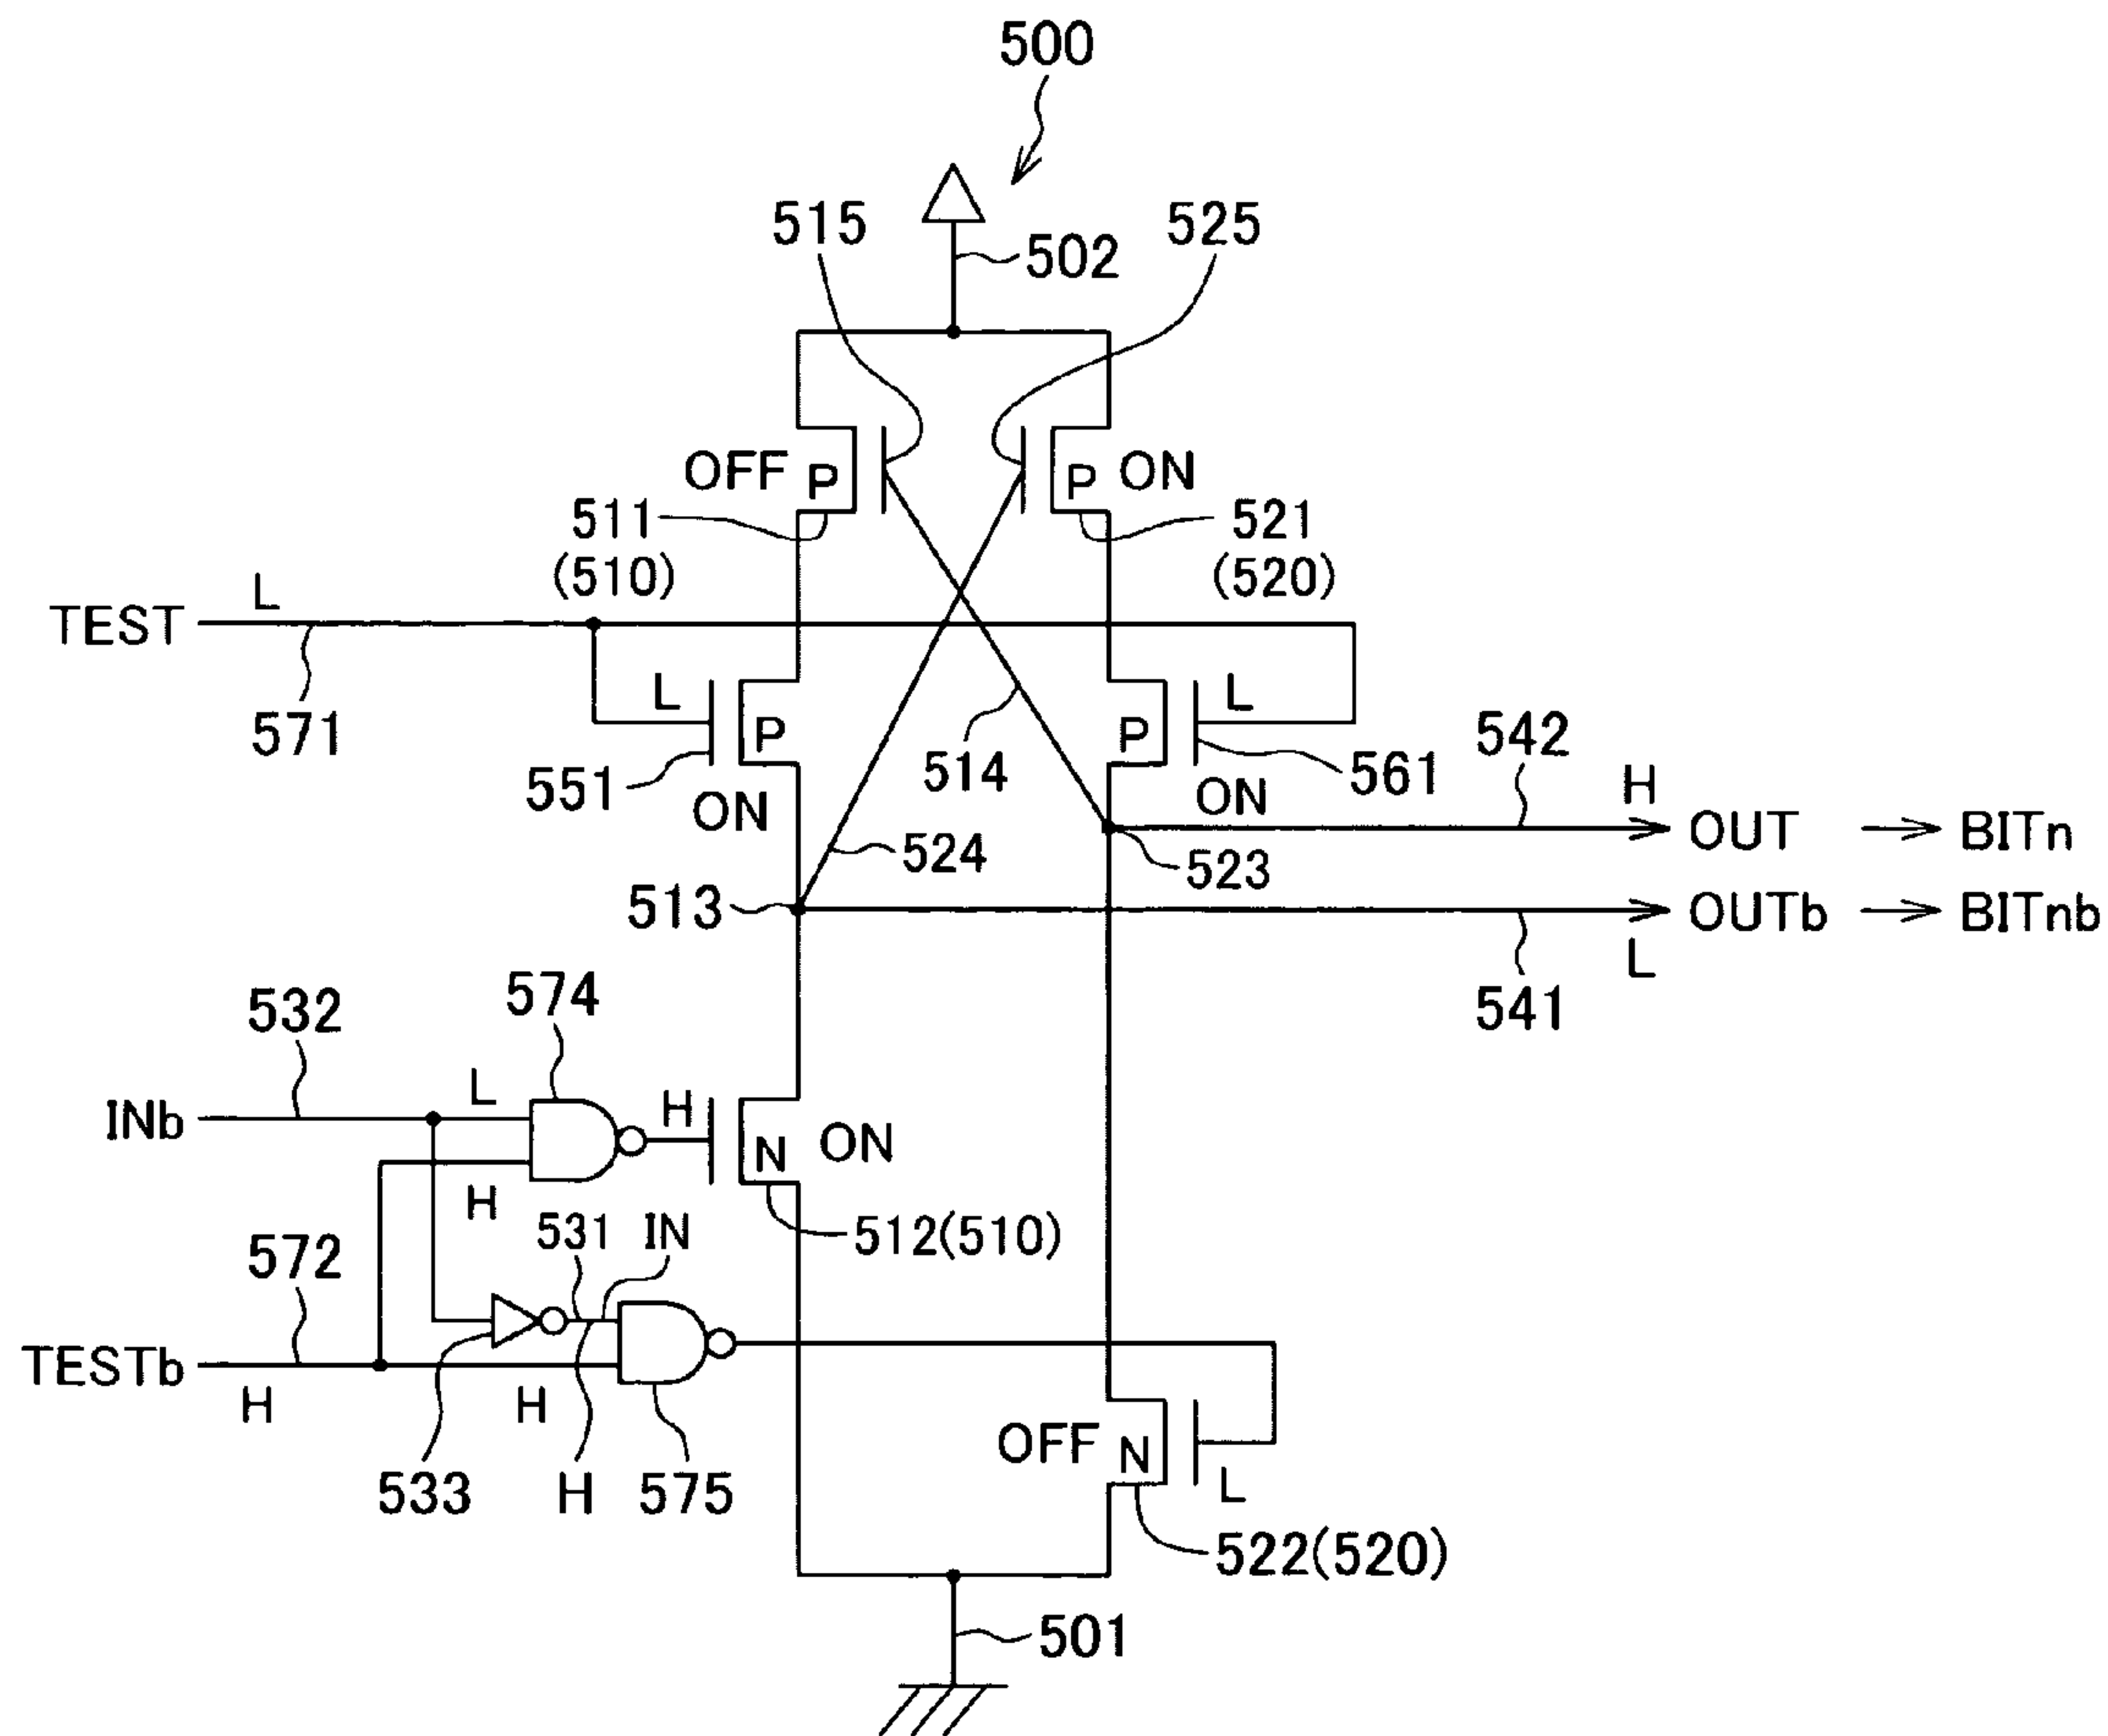 500
515
525
502
OFF P
P ON
511
(510)
521
(520)
L
TEST
571
L
P
551
ON
514
P
L
561
ON
542
H
OUT
BITn
524
523
513
OUTb
BITnb
L
541
532
574
INb
L
H
N ON
H
512(510)
531
IN
572
TESTb
H
H
533
H
575
OFF N
L
522(520)
501